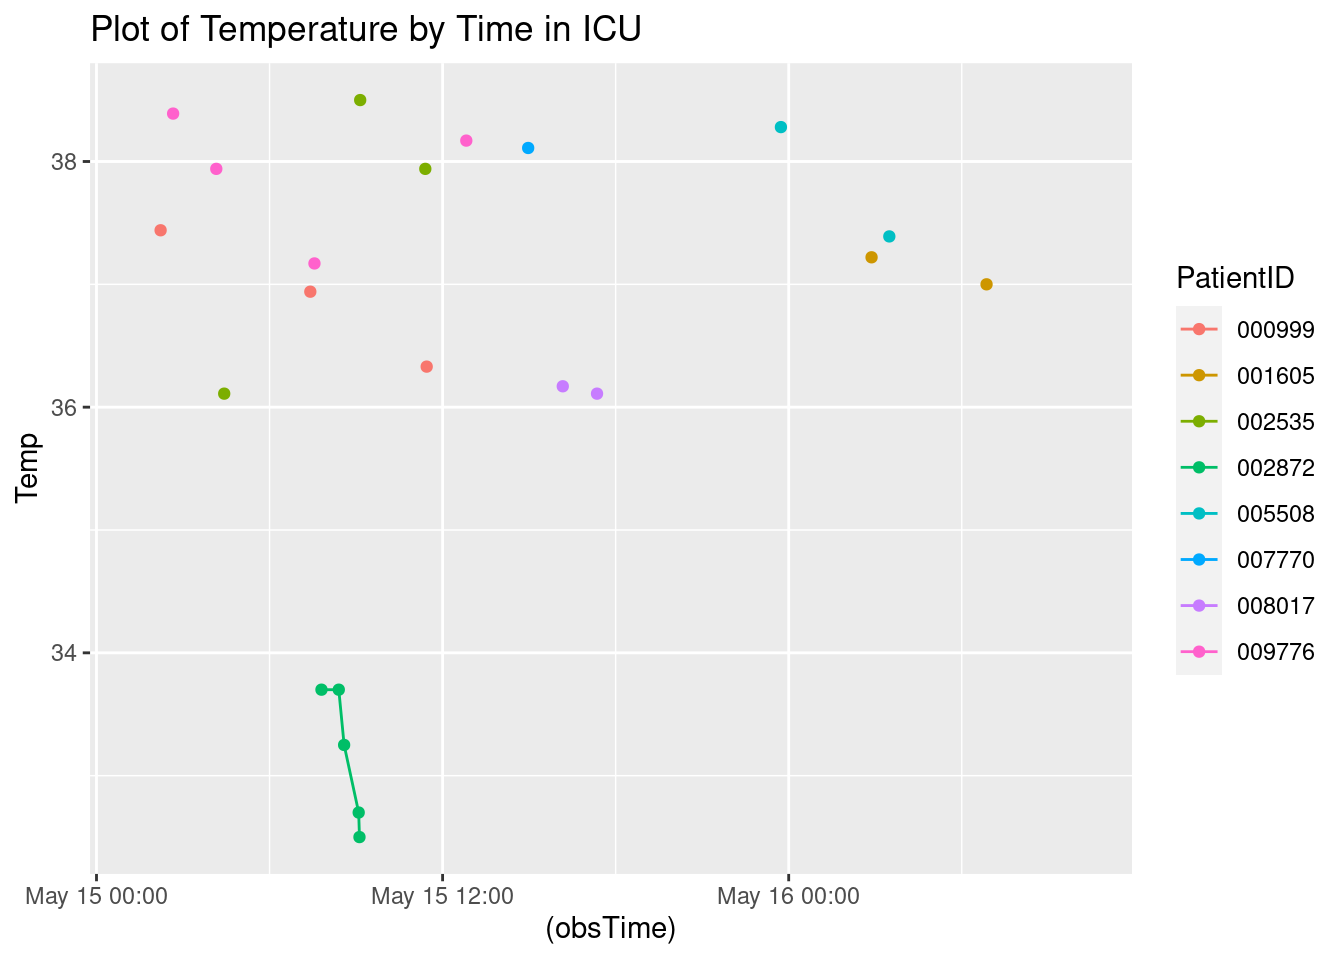 Plot of Temperature by Time in ICU
38
36
34
Temp
May 15 00:00
May 15 12:00
May 16 00:00
(obsTime)
PatientID
000999
001605
002535
002872
005508
007770
008017
009776